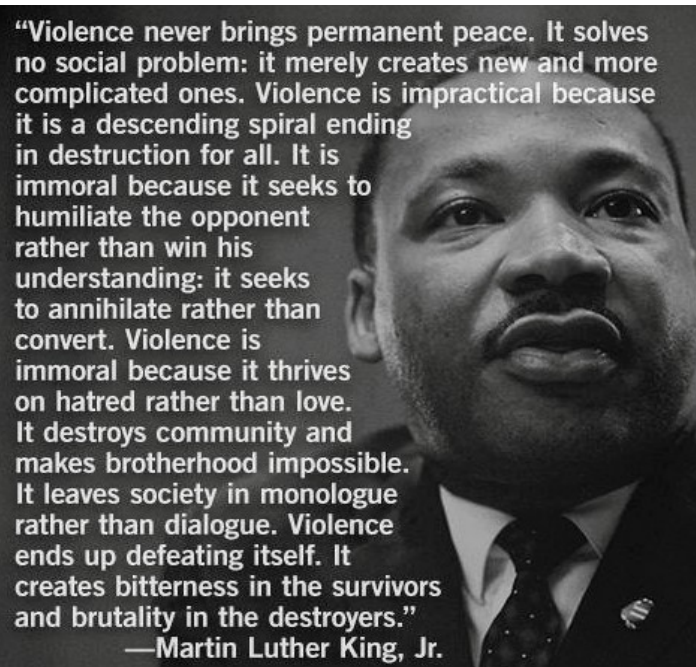 “Violence never brings permanent peace. It solves
no social problem: it merely creates new and more
complicated ones. Violence is impractical because
it is a descending spiral ending
in destruction for all. It is
immoral because it seeks to
humiliate the opponent
rather than win his
understanding: it seeks
to annihilate rather than
convert. Violence is
immoral because it thrives
on hatred rather than love.
It destroys community and
makes brotherhood impossible.
It leaves society in monologue
rather than dialogue. Violence
ends up defeating itself. It
creates bitterness in the survivors
and brutality in the destroyers.”
—Martin Luther King, Jr.